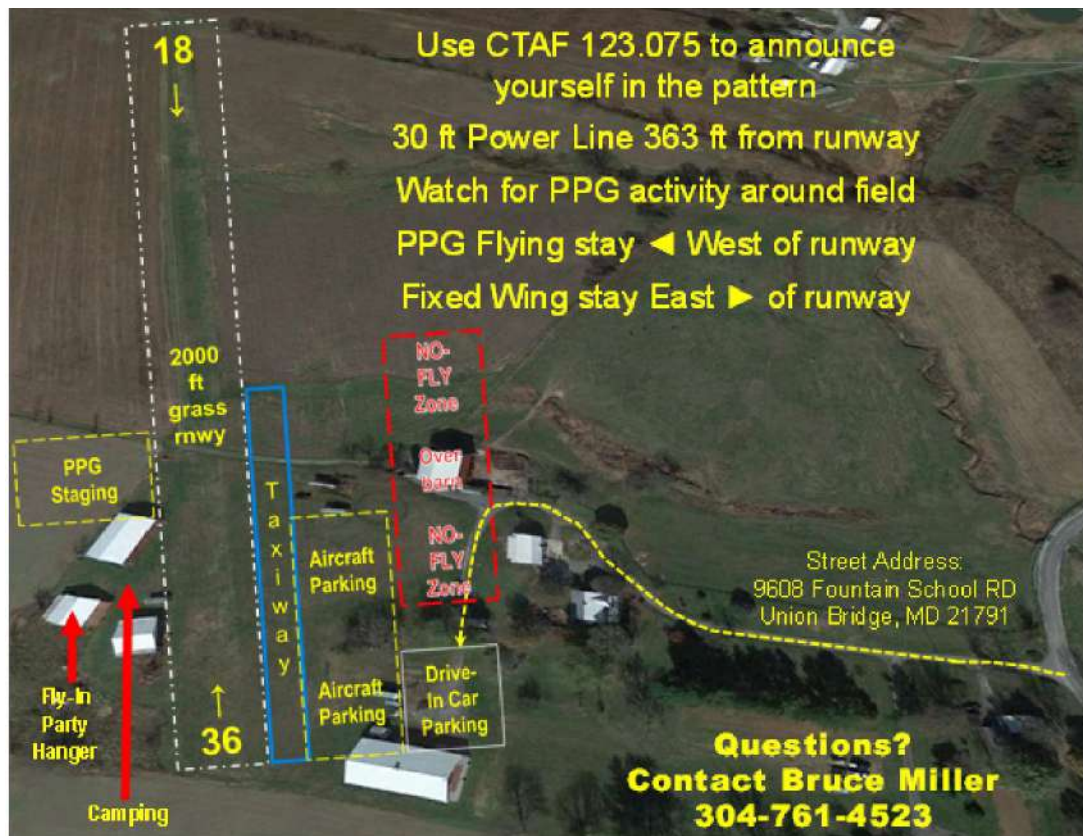 18
↓
Use CTAF 123.075 to announce
yourself in the pattern
30 ft Power Line 363 ft from runway
Watch for PPG activity around field
PPG Flying stay ◄ West of runway
Fixed Wing stay East ► of runway
2000
ft
grass
rnwy
NO-
FLY
Zone
Over
barn
NO-
FLY
Zone
PPG
Staging
Taxiway
Aircraft
Parking
Aircraft
Parking
Drive-
In Car
Parking
Street Address:
9608 Fountain School RD
Union Bridge, MD 21791
↑
36
Fly-In
Party
Hanger
Camping
Questions?
Contact Bruce Miller
304-761-4523